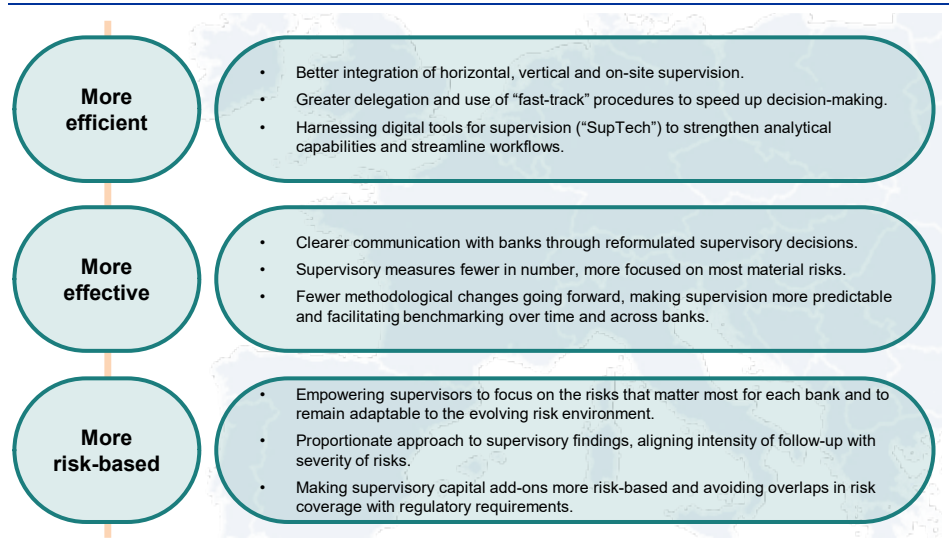 More
efficient
• Better integration of horizontal, vertical and on-site supervision.
• Greater delegation and use of “fast-track” procedures to speed up decision-making.
• Harnessing digital tools for supervision (“SupTech”) to strengthen analytical
capabilities and streamline workflows.
More
effective
• Clearer communication with banks through reformulated supervisory decisions.
• Supervisory measures fewer in number, more focused on most material risks.
• Fewer methodological changes going forward, making supervision more predictable
and facilitating benchmarking over time and across banks.
More
risk-based
• Empowering supervisors to focus on the risks that matter most for each bank and to
remain adaptable to the evolving risk environment.
• Proportionate approach to supervisory findings, aligning intensity of follow-up with
severity of risks.
• Making supervisory capital add-ons more risk-based and avoiding overlaps in risk
coverage with regulatory requirements.